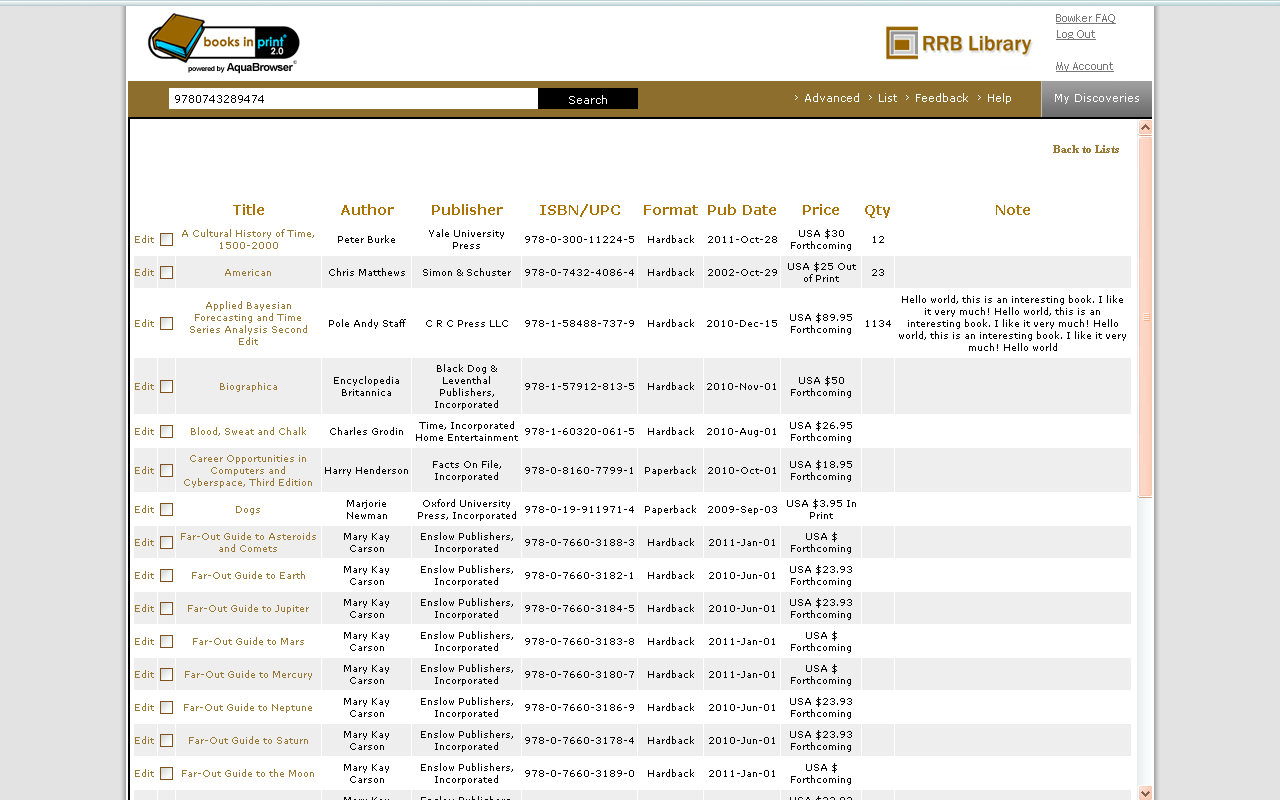 books in print 2.0
powered by AquaBrowser
RRB Library
Bowker FAQ
Log Out
My Account
9780743289474
Search
Advanced
List
Feedback
Help
My Discoveries
Back to Lists
Title Author Publisher ISBN/UPC Format Pub Date Price Qty Note
Edit A Cultural History of Time, 1500-2000 Peter Burke Yale University Press 978-0-300-11224-5 Hardback 2011-Oct-28 USA $30 Forthcoming 12
Edit American Chris Matthews Simon & Schuster 978-0-7432-4086-4 Hardback 2002-Oct-29 USA $25 Out of Print 23
Edit Applied Bayesian Forecasting and Time Series Analysis Second Edit Pole Andy Staff C R C Press LLC 978-1-58488-737-9 Hardback 2010-Dec-15 USA $89.95 Forthcoming 1134 Hello world, this is an interesting book. I like it very much! Hello world, this is an interesting book. I like it very much! Hello world, this is an interesting book. I like it very much! Hello world
Edit Biographica Encyclopedia Britannica Black Dog & Leventhal Publishers, Incorporated 978-1-57912-813-5 Hardback 2010-Nov-01 USA $50 Forthcoming
Edit Blood, Sweat and Chalk Charles Grodin Time, Incorporated Home Entertainment 978-1-60320-061-5 Hardback 2010-Aug-01 USA $26.95 Forthcoming
Edit Career Opportunities in Computers and Cyberspace, Third Edition Harry Henderson Facts On File, Incorporated 978-0-8160-7799-1 Paperback 2010-Oct-01 USA $18.95 Forthcoming
Edit Dogs Marjorie Newman Oxford University Press, Incorporated 978-0-19-911971-4 Paperback 2009-Sep-03 USA $3.95 In Print
Edit Far-Out Guide to Asteroids and Comets Mary Kay Carson Enslow Publishers, Incorporated 978-0-7660-3188-3 Hardback 2011-Jan-01 USA $ Forthcoming
Edit Far-Out Guide to Earth Mary Kay Carson Enslow Publishers, Incorporated 978-0-7660-3182-1 Hardback 2010-Jun-01 USA $23.93 Forthcoming
Edit Far-Out Guide to Jupiter Mary Kay Carson Enslow Publishers, Incorporated 978-0-7660-3184-5 Hardback 2010-Jun-01 USA $23.93 Forthcoming
Edit Far-Out Guide to Mars Mary Kay Carson Enslow Publishers, Incorporated 978-0-7660-3183-8 Hardback 2011-Jan-01 USA $ Forthcoming
Edit Far-Out Guide to Mercury Mary Kay Carson Enslow Publishers, Incorporated 978-0-7660-3180-7 Hardback 2011-Jan-01 USA $ Forthcoming
Edit Far-Out Guide to Neptune Mary Kay Carson Enslow Publishers, Incorporated 978-0-7660-3186-9 Hardback 2010-Jun-01 USA $23.93 Forthcoming
Edit Far-Out Guide to Saturn Mary Kay Carson Enslow Publishers, Incorporated 978-0-7660-3178-4 Hardback 2010-Jun-01 USA $23.93 Forthcoming
Edit Far-Out Guide to the Moon Mary Kay Carson Enslow Publishers, Incorporated 978-0-7660-3189-0 Hardback 2011-Jan-01 USA $23.93 Forthcoming